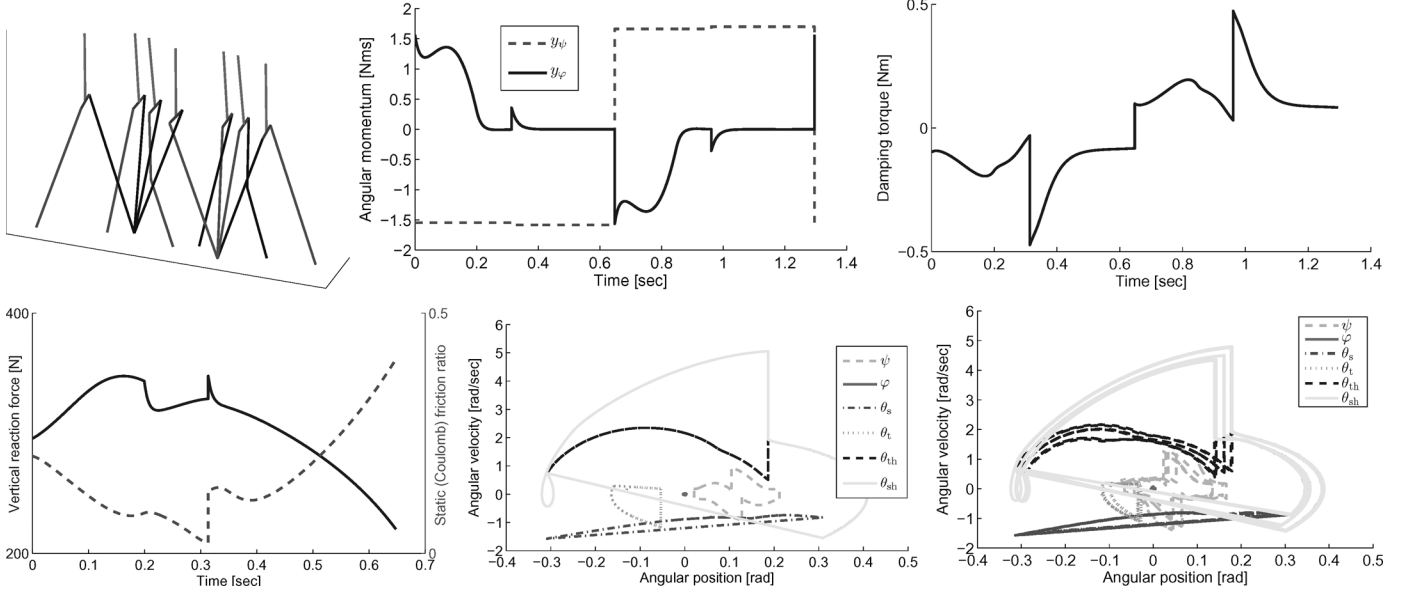 2
1.5
1
0.5
0
−0.5
−1
−1.5
−2
Angular momentum [Nms]
yψ
yφ
0 0.2 0.4 0.6 0.8 1 1.2 1.4
Time [sec]
0.5
0
−0.5
Damping torque [Nm]
0 0.2 0.4 0.6 0.8 1 1.2 1.4
Time [sec]
400
200
Vertical reaction force [N]
0.5
0
Static (Coulomb) friction ratio
0 0.1 0.2 0.3 0.4 0.5 0.6 0.7
Time [sec]
6
5
4
3
2
1
0
−1
−2
Angular velocity [rad/sec]
ψ
φ
θs
θt
θth
θsh
−0.4 −0.3 −0.2 −0.1 0 0.1 0.2 0.3 0.4 0.5
Angular position [rad]
6
5
4
3
2
1
0
−1
−2
Angular velocity [rad/sec]
ψ
φ
θs
θt
θth
θsh
−0.4 −0.3 −0.2 −0.1 0 0.1 0.2 0.3 0.4 0.5
Angular position [rad]